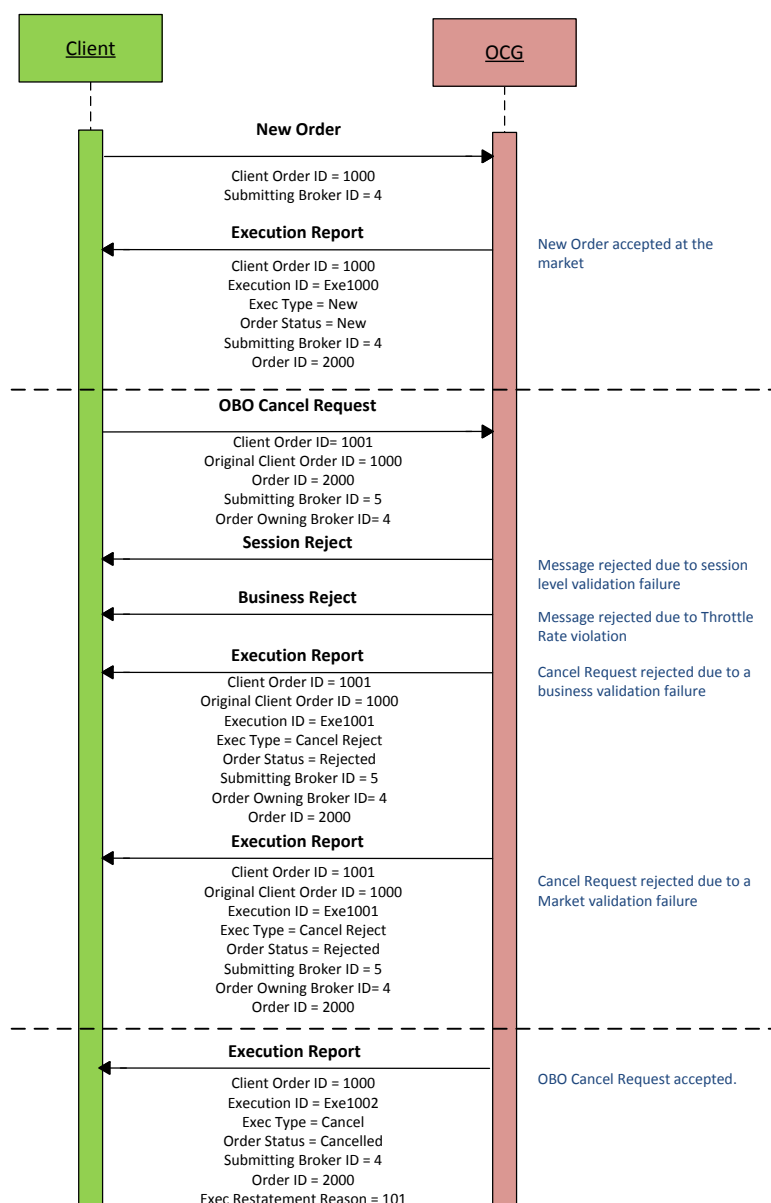 Client
OCG
New Order
Client Order ID = 1000
Submitting Broker ID = 4
Execution Report
New Order accepted at the
market
Client Order ID = 1000
Execution ID = Exe1000
Exec Type = New
Order Status = New
Submitting Broker ID = 4
Order ID = 2000
OBO Cancel Request
Client Order ID= 1001
Original Client Order ID = 1000
Order ID = 2000
Submitting Broker ID = 5
Order Owning Broker ID= 4
Session Reject
Message rejected due to session
level validation failure
Business Reject
Message rejected due to Throttle
Rate violation
Execution Report
Cancel Request rejected due to a
business validation failure
Client Order ID = 1001
Original Client Order ID = 1000
Execution ID = Exe1001
Exec Type = Cancel Reject
Order Status = Rejected
Submitting Broker ID = 5
Order Owning Broker ID= 4
Order ID = 2000
Execution Report
Cancel Request rejected due to a
Market validation failure
Client Order ID = 1001
Original Client Order ID = 1000
Execution ID = Exe1001
Exec Type = Cancel Reject
Order Status = Rejected
Submitting Broker ID = 5
Order Owning Broker ID= 4
Order ID = 2000
Execution Report
OBO Cancel Request accepted.
Client Order ID = 1000
Execution ID = Exe1002
Exec Type = Cancel
Order Status = Cancelled
Submitting Broker ID = 4
Order ID = 2000
Exec Restatement Reason = 101